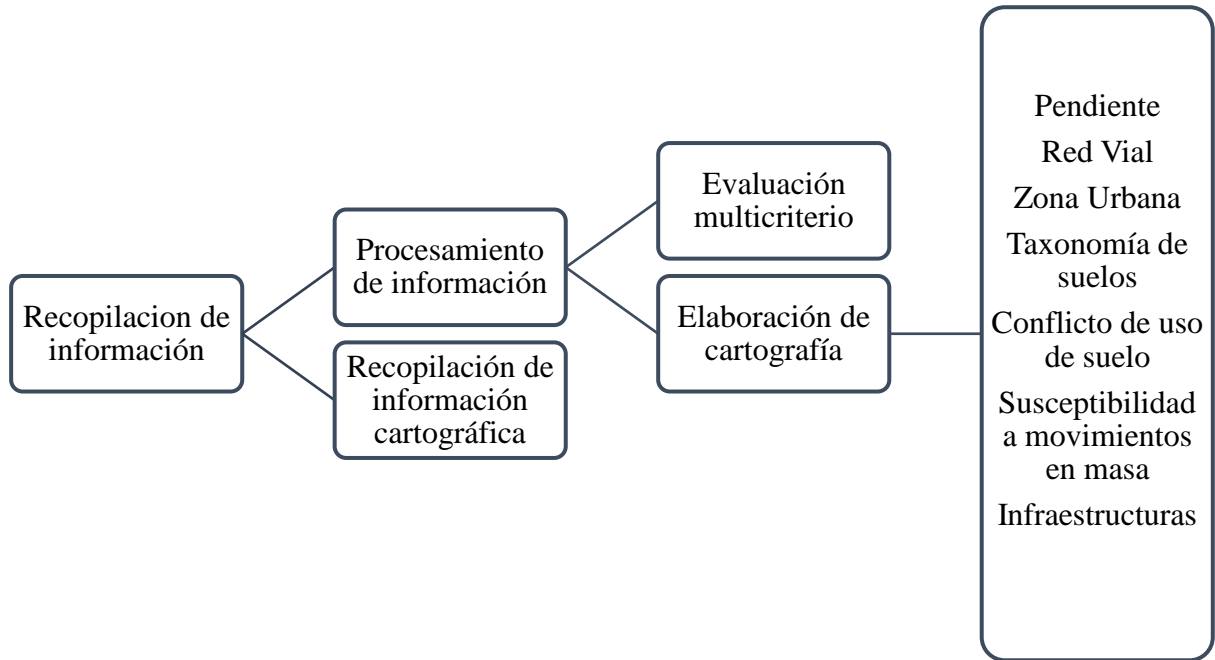 Recopilacion de
información
Procesamiento
de información
Recopilación de
información
cartográfica
Evaluación
multicriterio
Elaboración de
cartografía
Pendiente
Red Vial
Zona Urbana
Taxonomía de
suelos
Conflicto de uso
de suelo
Susceptibilidad
a movimientos
en masa
Infraestructuras